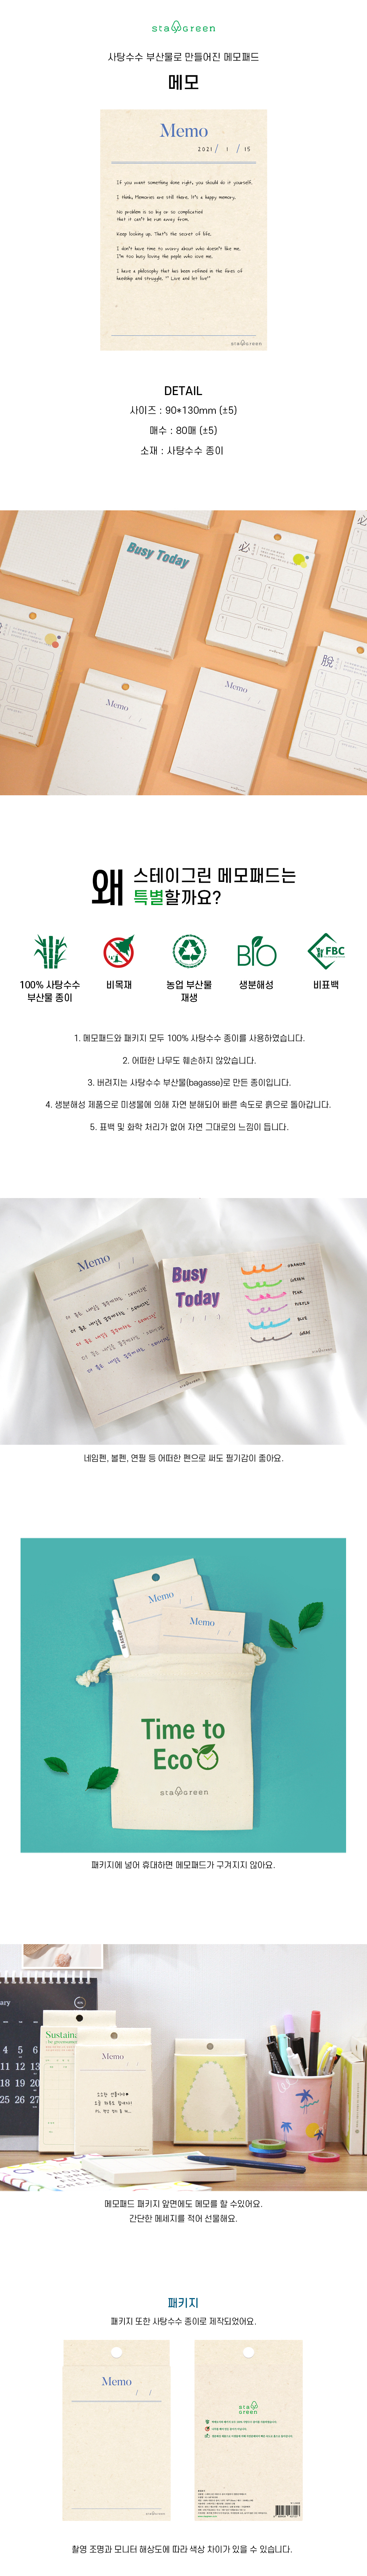 stayGreen
사탕수수 부산물로 만들어진 메모패드
메모
Memo
2021 / 1 / 15
If you want something done right, you should do it yourself.
I think, Memories are still there. It's a happy memory.
No problem is so big or so complicated
that it can't be run away from.
Keep looking up. That's the secret of life.
I don't have time to worry about who doesn't like me.
I'm too busy loving the people who love me.
I have a philosophy that has been refined in the fires of
hardship and struggle. "Live and let live!"
stayGreen
DETAIL
사이즈 : 90*130mm (±5)
매수 : 80매 (±5)
소재 : 사탕수수 종이
Busy Today
必
脫
Memo
Memo
왜 스테이그린 메모패드는
특별할까요?
FBC
BIO
100% 사탕수수
부산물 종이
비목재
농업 부산물
재생
생분해성
비표백
1. 메모패드와 패키지 모두 100% 사탕수수 종이를 사용하였습니다.
2. 어떠한 나무도 훼손하지 않았습니다.
3. 버려지는 사탕수수 부산물(bagasse)로 만든 종이입니다.
4. 생분해성 제품으로 미생물에 의해 자연 분해되어 빠른 속도로 흙으로 돌아갑니다.
5. 표백 및 화학 처리가 없어 자연 그대로의 느낌이 듭니다.
Memo
Busy
Today
ORANGE
GREEN
PINK
PURPLE
BLUE
GRAY
네임펜, 볼펜, 연필 등 어떠한 펜으로 써도 필기감이 좋아요.
Memo
Memo
Time to
Eco
stayGreen
패키지에 넣어 휴대하면 메모패드가 구겨지지 않아요.
ary
4 5 6
11 12 13
18 19 20
25 26 27
Memo
메모패드 패키지 앞면에도 메모를 할 수있어요.
간단한 메세지를 적어 선물해요.
패키지
패키지 또한 사탕수수 종이로 제작되었어요.
Memo
stayGreen
stay
Green
촬영 조명과 모니터 해상도에 따라 색상 차이가 있을 수 있습니다.